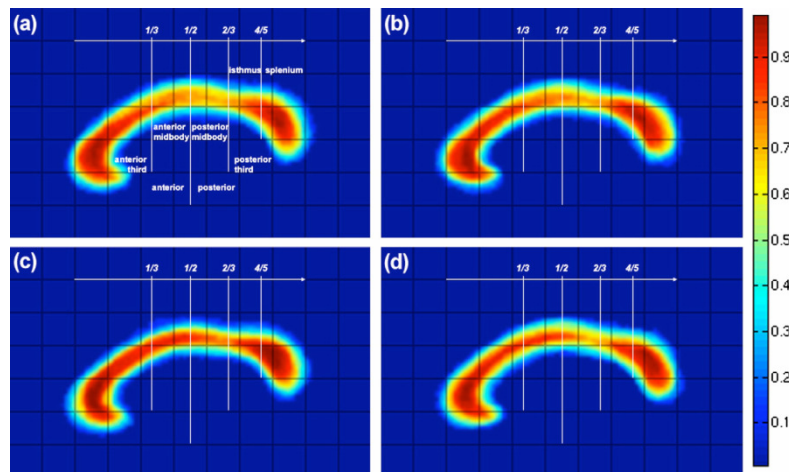 (a)
1/3 1/2 2/3 4/5
isthmus splenium
anterior posterior
midbody midbody
anterior posterior
third third
anterior posterior
(b)
1/3 1/2 2/3 4/5
(c)
1/3 1/2 2/3 4/5
(d)
1/3 1/2 2/3 4/5
0.9
0.8
0.7
0.6
0.5
0.4
0.3
0.2
0.1